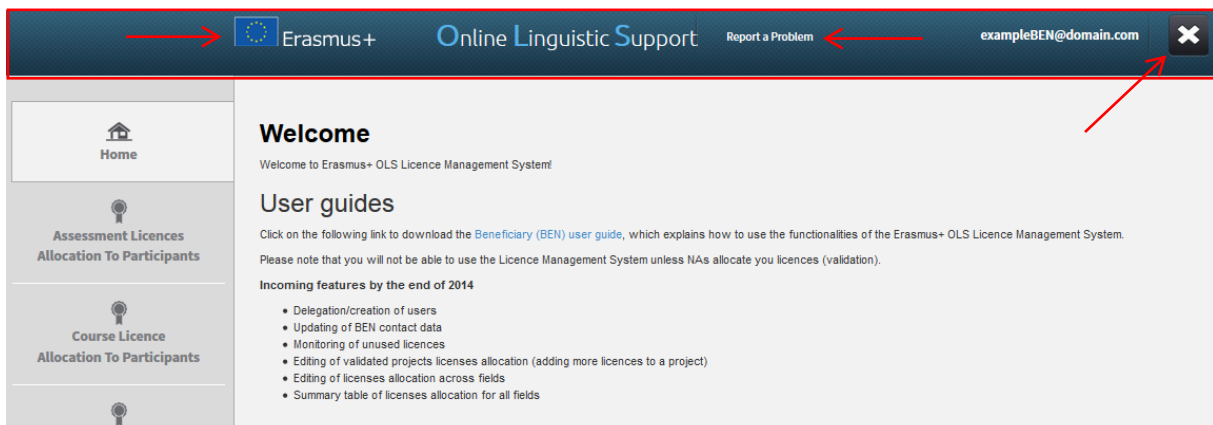 Erasmus+ Online Linguistic Support Report a Problem exampleBEN@domain.com
Home
Assessment Licences
Allocation To Participants
Course Licence
Allocation To Participants
Welcome
Welcome to Erasmus+ OLS Licence Management System!
User guides
Click on the following link to download the Beneficiary (BEN) user guide, which explains how to use the functionalities of the Erasmus+ OLS Licence Management System.
Please note that you will not be able to use the Licence Management System unless NAs allocate you licences (validation).
Incoming features by the end of 2014
• Delegation/creation of users
• Updating of BEN contact data
• Monitoring of unused licences
• Editing of validated projects licenses allocation (adding more licences to a project)
• Editing of licenses allocation across fields
• Summary table of licenses allocation for all fields